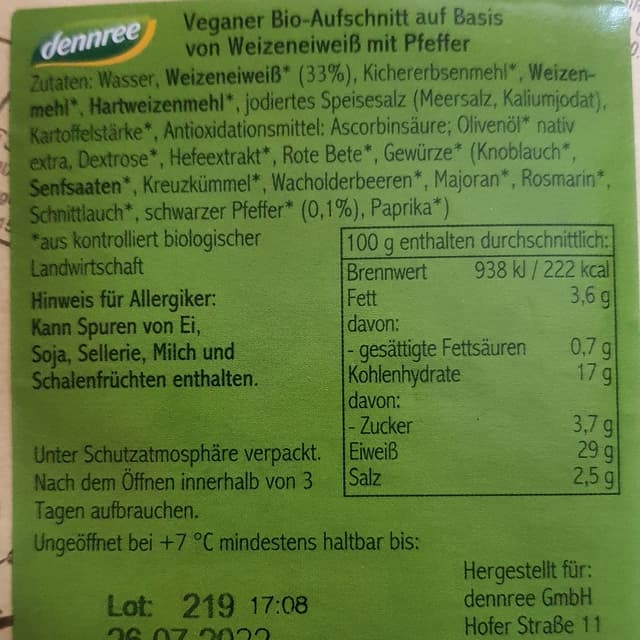 dennree
Veganer Bio-Aufschnitt auf Basis
von Weizeneiweiß mit Pfeffer
Zutaten: Wasser, Weizeneiweiß* (33%), Kichererbsenmehl*, Weizen-
mehl*, Hartweizenmehl*, jodiertes Speisesalz (Meersalz, Kaliumjodat),
Kartoffelstärke*, Antioxidationsmittel: Ascorbinsäure; Olivenöl* nativ
extra, Dextrose*, Hefeextrakt*, Rote Bete*, Gewürze* (Knoblauch*,
Senfsaaten*, Kreuzkümmel*, Wacholderbeeren*, Majoran*, Rosmarin*,
Schnittlauch*, schwarzer Pfeffer* (0,1%), Paprika*)
*aus kontrolliert biologischer
Landwirtschaft
Hinweis für Allergiker:
Kann Spuren von Ei,
Soja, Sellerie, Milch und
Schalenfrüchten enthalten.
100 g enthalten durchschnittlich:
Brennwert 938 kJ / 222 kcal
Fett 3,6 g
davon:
- gesättigte Fettsäuren 0,7 g
Kohlenhydrate 17 g
davon:
- Zucker 3,7 g
Eiweiß 29 g
Salz 2,5 g
Unter Schutzatmosphäre verpackt.
Nach dem Öffnen innerhalb von 3
Tagen aufbrauchen.
Ungeöffnet bei +7 °C mindestens haltbar bis:
Lot: 219 17:08
26.07.2022
Hergestellt für:
dennree GmbH
Hofer Straße 11